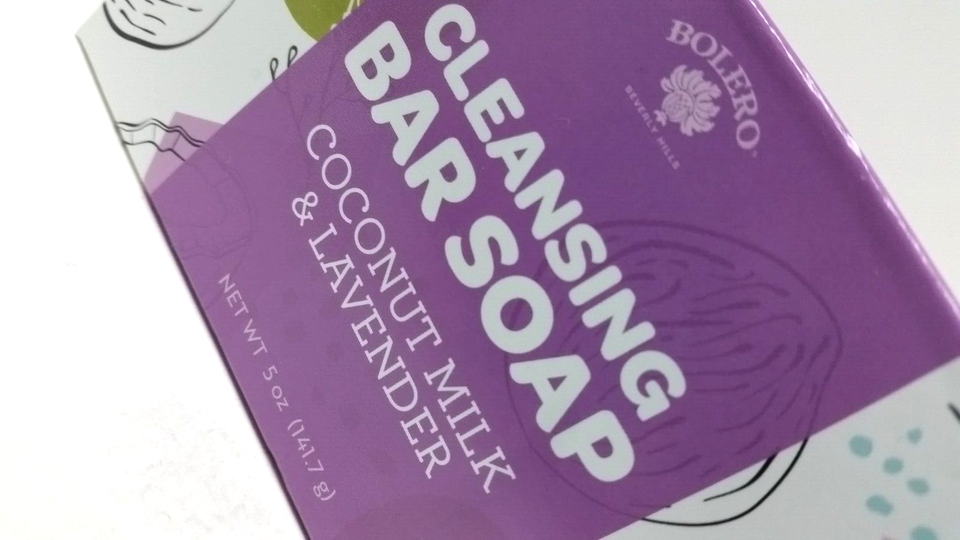 BOLERO
BEVERLY HILLS
CLEANSING
BAR SOAP
COCONUT MILK
& LAVENDER
NET WT 5 oz (141.7 g)